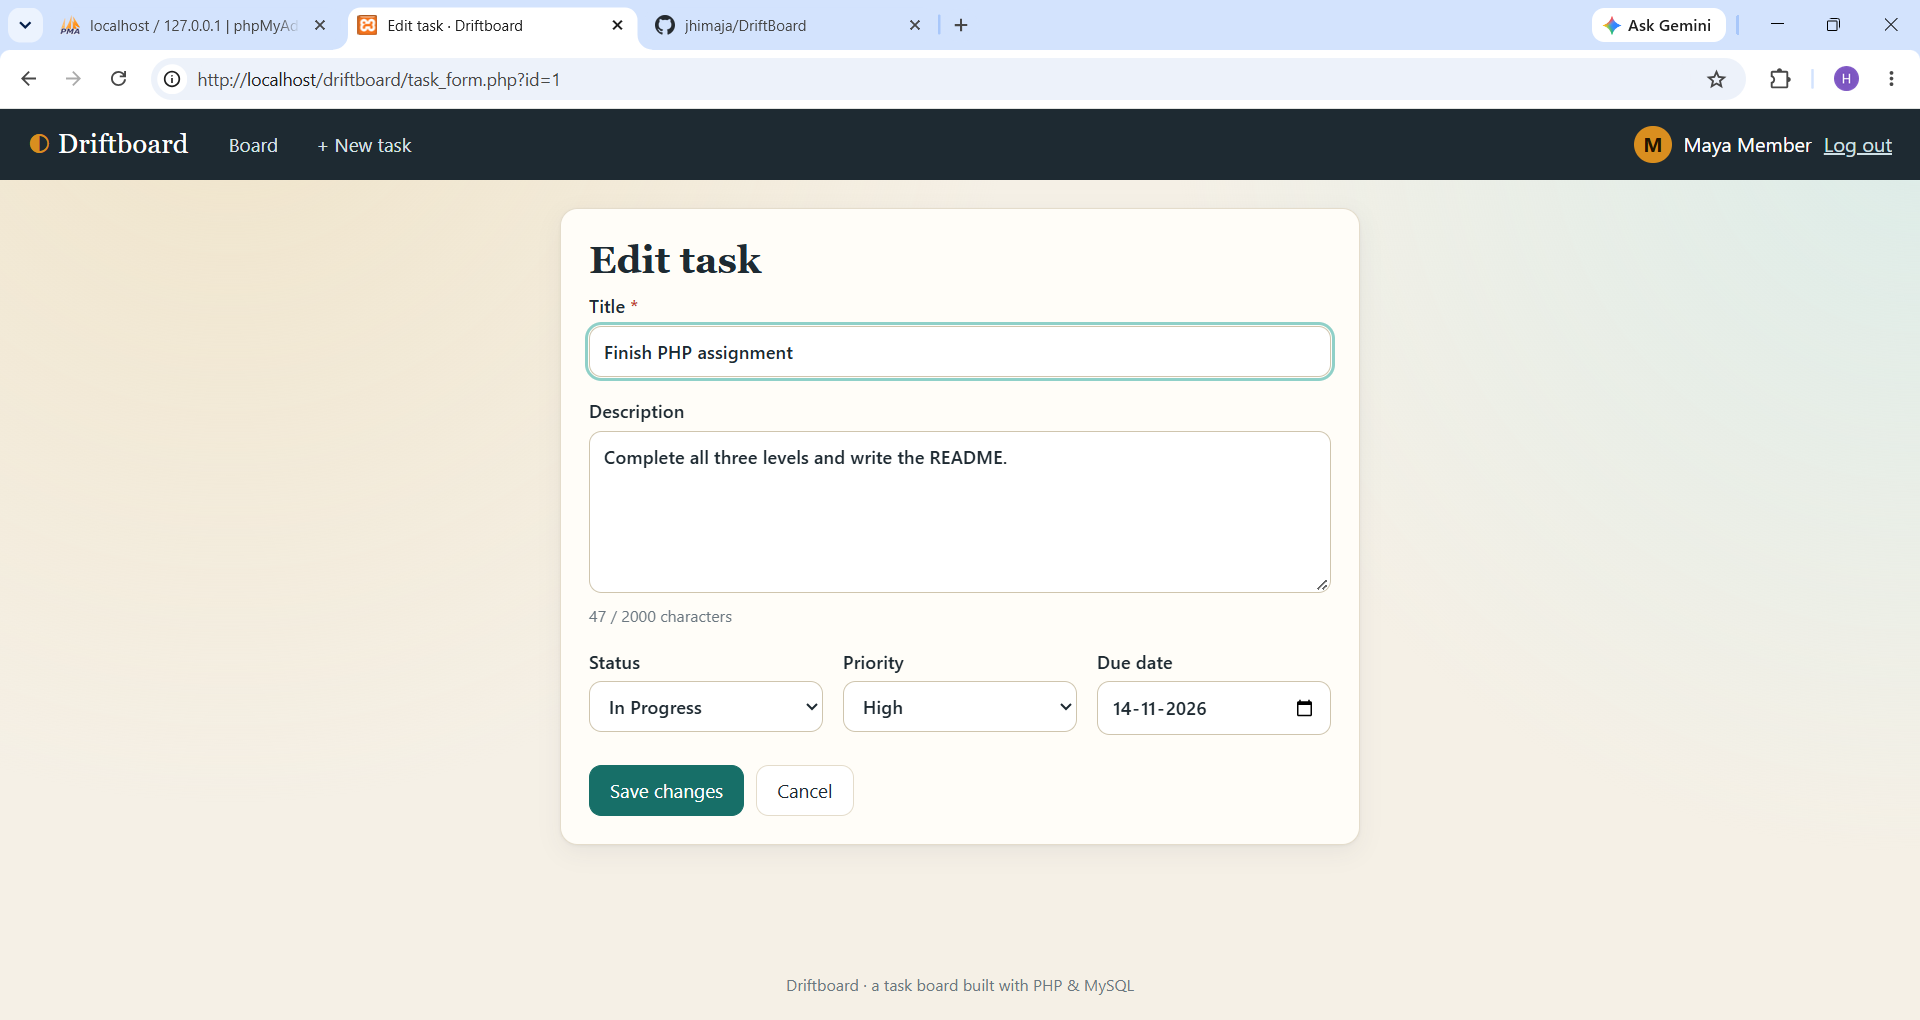 localhost / 127.0.0.1 | phpMyAd
Edit task · Driftboard
jhimaja/DriftBoard
Ask Gemini
http://localhost/driftboard/task_form.php?id=1
H
Driftboard
Board
+ New task
M
Maya Member
Log out
Edit task
Title *
Finish PHP assignment
Description
Complete all three levels and write the README.
47 / 2000 characters
Status
Priority
Due date
In Progress
High
14-11-2026
Save changes
Cancel
Driftboard · a task board built with PHP & MySQL